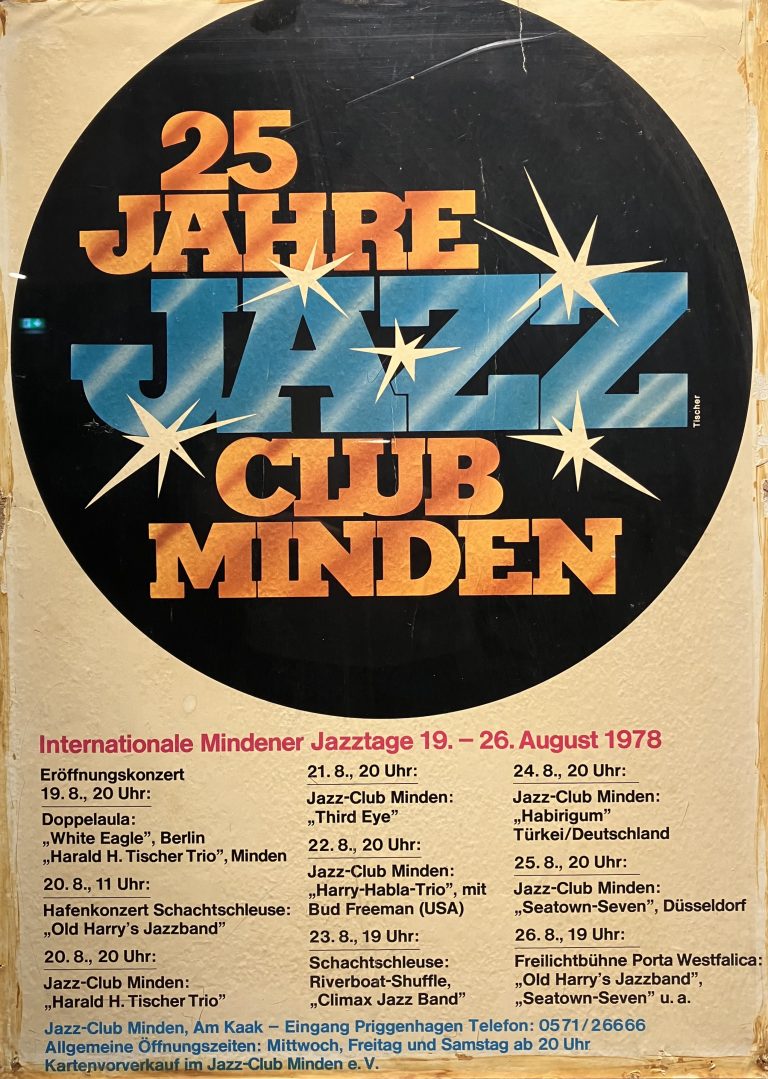 25
JAHRE
JAZZ
Tischer
CLUB
MINDEN
Internationale Mindener Jazztage 19. – 26. August 1978
Eröffnungskonzert
19.8., 20 Uhr:
Doppelaula:
„White Eagle”, Berlin
„Harald H. Tischer Trio”, Minden
20.8., 11 Uhr:
Hafenkonzert Schachtschleuse:
„Old Harry's Jazzband”
20.8., 20 Uhr:
Jazz-Club Minden:
„Harald H. Tischer Trio”
21.8., 20 Uhr:
Jazz-Club Minden:
„Third Eye”
22.8., 20 Uhr:
Jazz-Club Minden:
„Harry-Habla-Trio”, mit
Bud Freeman (USA)
23.8., 19 Uhr:
Schachtschleuse:
Riverboat-Shuffle,
„Climax Jazz Band”
24.8., 20 Uhr:
Jazz-Club Minden:
„Habirigum”
Türkei/Deutschland
25.8., 20 Uhr:
Jazz-Club Minden:
„Seatown-Seven”, Düsseldorf
26.8., 19 Uhr:
Freilichtbühne Porta Westfalica:
„Old Harry's Jazzband”,
„Seatown-Seven” u. a.
Jazz-Club Minden, Am Kaak – Eingang Priggenhagen Telefon: 0571/26666
Allgemeine Öffnungszeiten: Mittwoch, Freitag und Samstag ab 20 Uhr
Kartenvorverkauf im Jazz-Club Minden e.V.